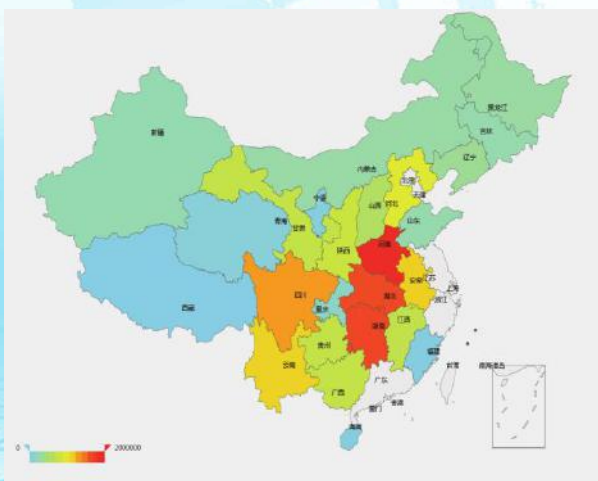 黑龙江
吉林
新疆
辽宁
内蒙古
北京
天津
宁夏
山西
河北
青海
甘肃
山东
陕西
河南
江苏
安徽
上海
四川
湖北
浙江
西藏
重庆
湖南
江西
贵州
福建
云南
台湾
南海诸岛
广东
广西
香港
澳门
海南
0
2000000